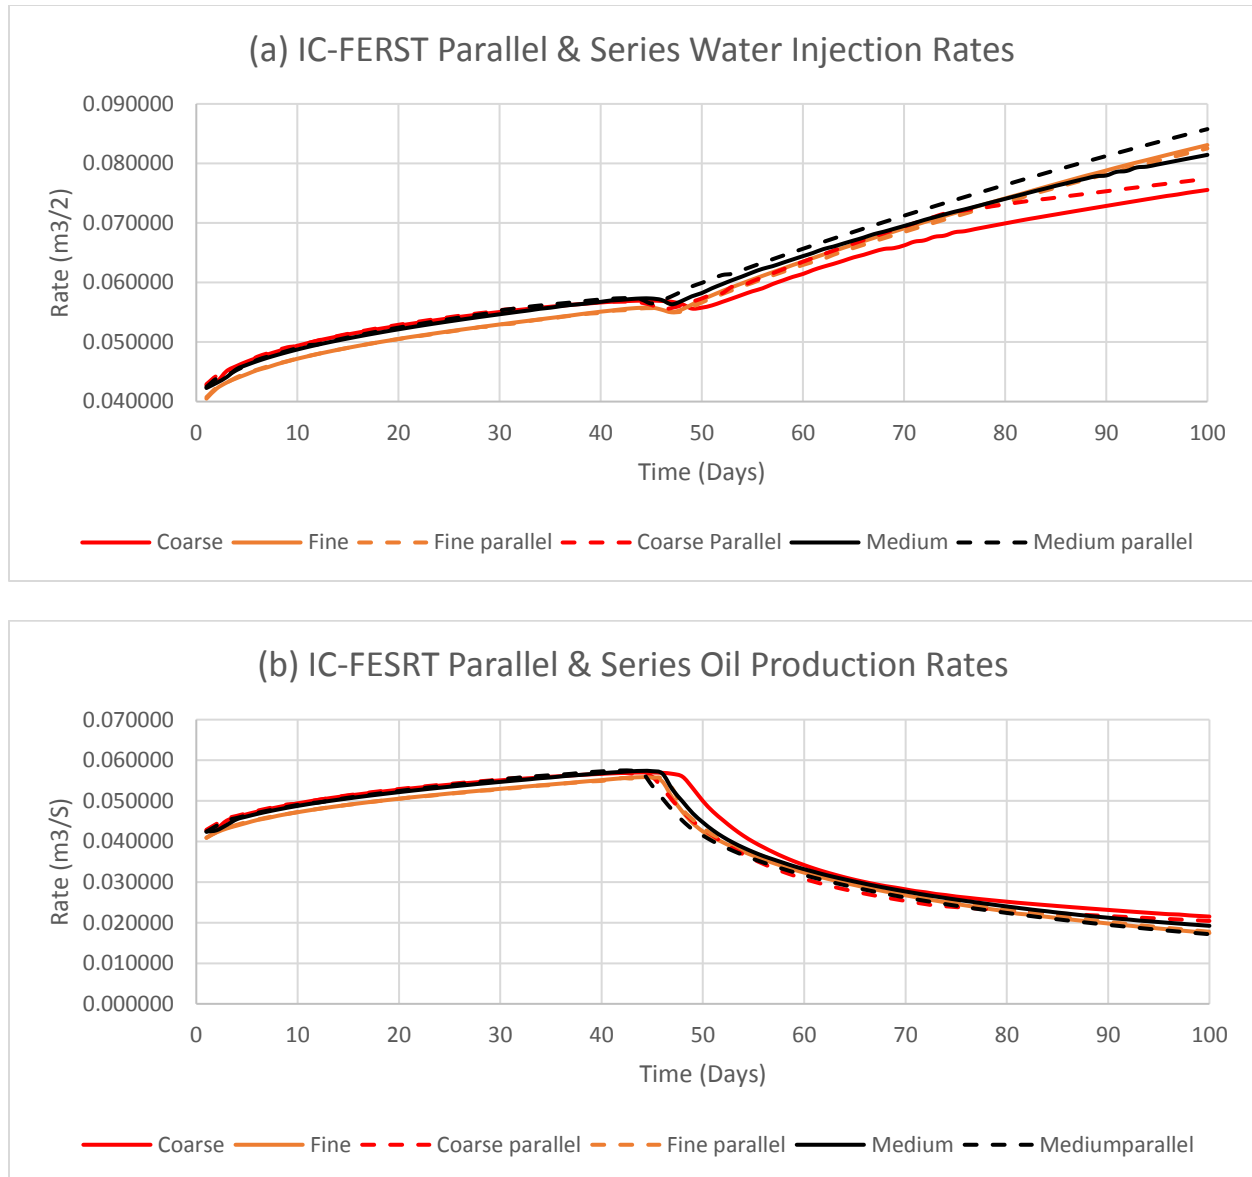 (a) IC-FERST Parallel & Series Water Injection Rates
Rate (m3/2)
0.090000
0.080000
0.070000
0.060000
0.050000
0.040000
0 10 20 30 40 50 60 70 80 90 100
Time (Days)
Coarse Fine Fine parallel Coarse Parallel Medium Medium parallel
(b) IC-FESRT Parallel & Series Oil Production Rates
Rate (m3/S)
0.070000
0.060000
0.050000
0.040000
0.030000
0.020000
0.010000
0.000000
0 10 20 30 40 50 60 70 80 90 100
Time (Days)
Coarse Fine Coarse parallel Fine parallel Medium Mediumparallel